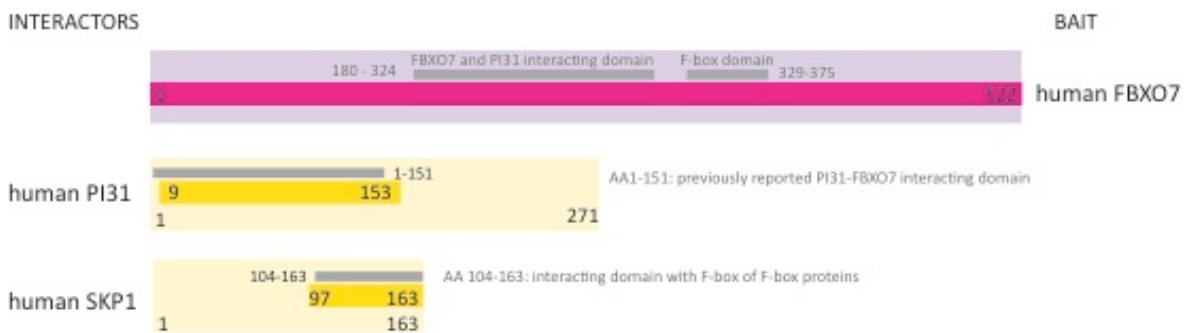 INTERACTORS BAIT
FBXO7 and PI31 interacting domain F-box domain
180 - 324 329-375
1 522 human FBXO7
1-151 AA1-151: previously reported PI31-FBXO7 interacting domain
human PI31 9 153
1 271
104-163 AA 104-163: interacting domain with F-box of F-box proteins
human SKP1 97 163
1 163